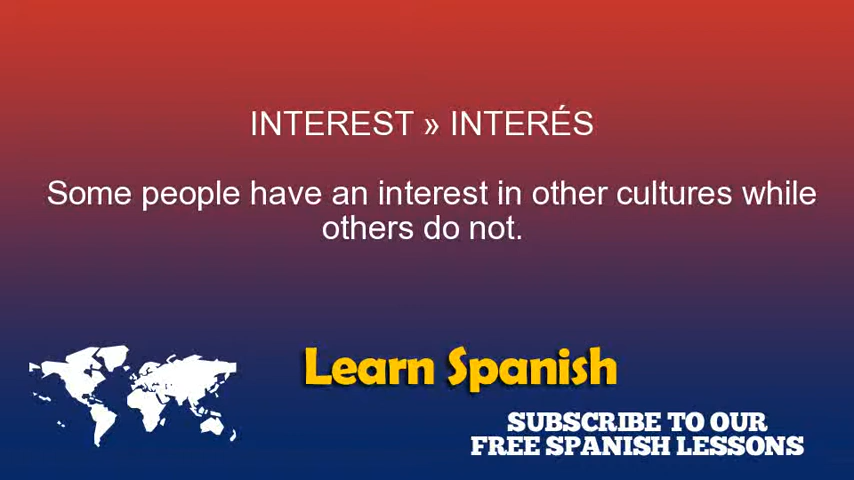 INTEREST » INTERÉS
Some people have an interest in other cultures while
others do not.
Learn Spanish
SUBSCRIBE TO OUR
FREE SPANISH LESSONS